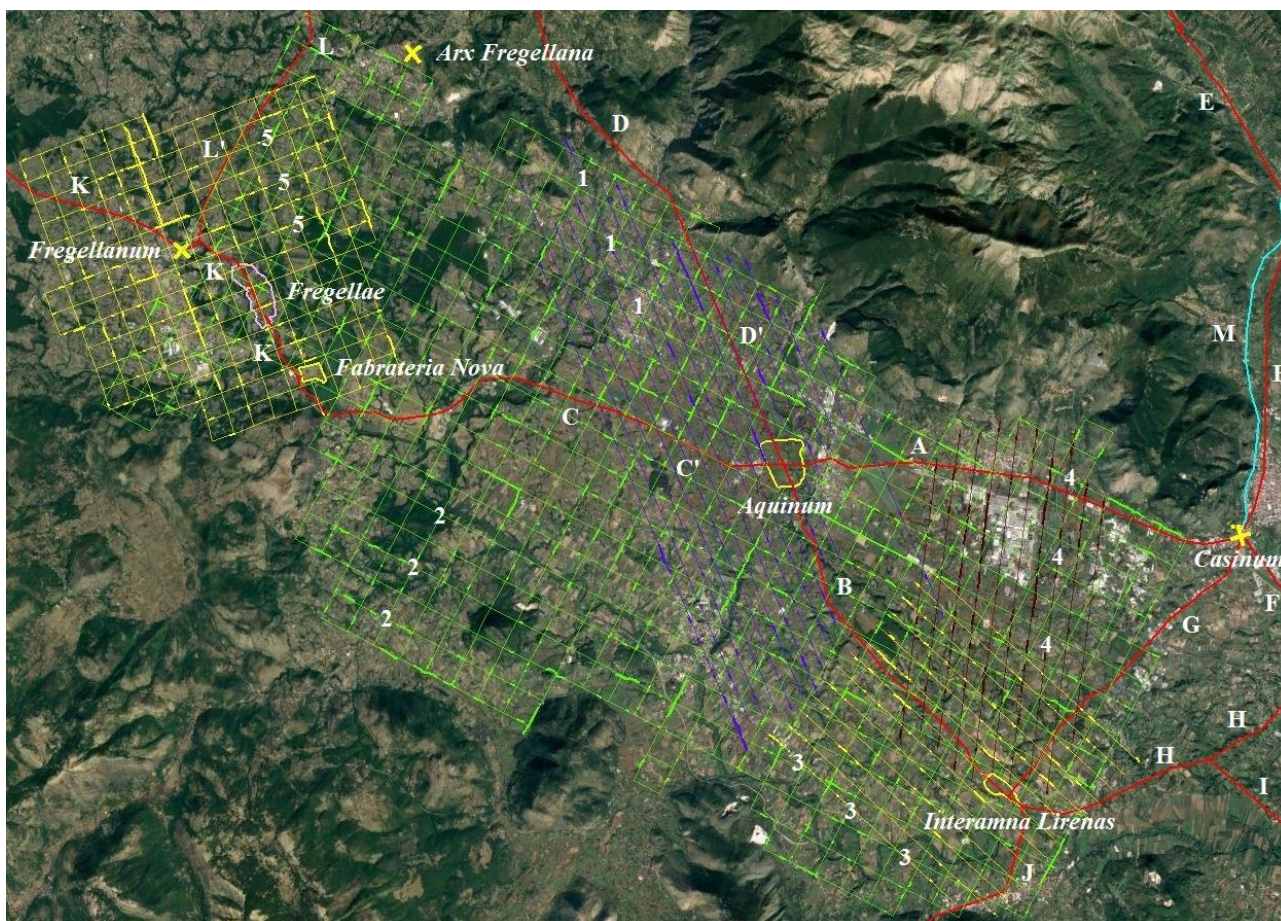 L
Arx Fregellana
E
D
5
L'
K
5
1
5
1
Fregellanum
K
Fregellae
1
D'
M
K
Fabrateria Nova
C
A
C'
4
Aquinum
2
4
Casinum
2
B
F
2
G
4
H
3
H
I
3
Interamna Lirenas
3
J